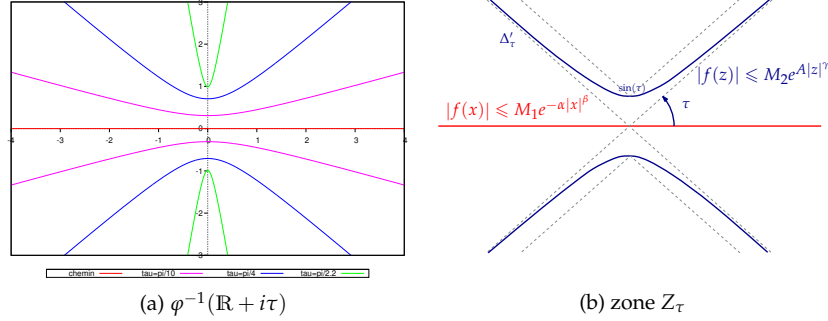 3
2
1
0
-1
-2
3
-4
-3
-2
-1
0
1
2
3
4
chemin
tau=pi/10
tau=pi/4
tau=pi/2.2
(a) φ⁻¹(ℝ + iτ)
Δ′_τ
sin(τ)
|f(z)| ⩽ M₂e^{A|z|^γ}
|f(x)| ⩽ M₁e^{-α|x|^β}
τ
(b) zone Z_τ